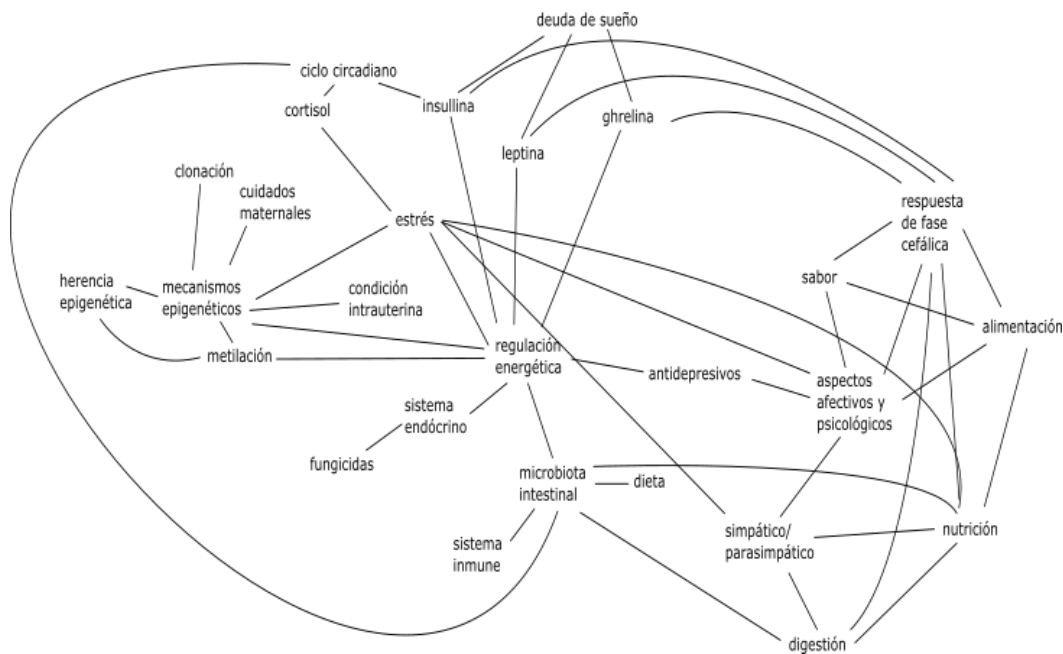 deuda de sueño
ciclo circadiano
cortisol
insullina
ghrelina
leptina
clonación
cuidados
maternales
estrés
respuesta
de fase
cefálica
herencia
epigenética
mecanismos
epigenéticos
condición
intrauterina
sabor
alimentación
metilación
regulación
energética
antidepresivos
aspectos
afectivos y
psicológicos
sistema
endócrino
fungicidas
microbiota
intestinal
dieta
sistema
inmune
simpático/
parasimpático
nutrición
digestión